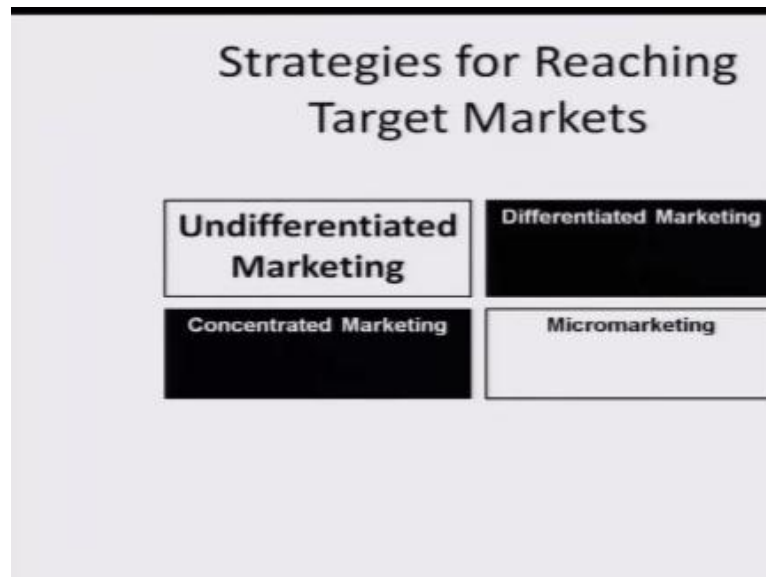 Strategies for Reaching
Target Markets
Undifferentiated
Marketing
Differentiated Marketing
Concentrated Marketing
Micromarketing